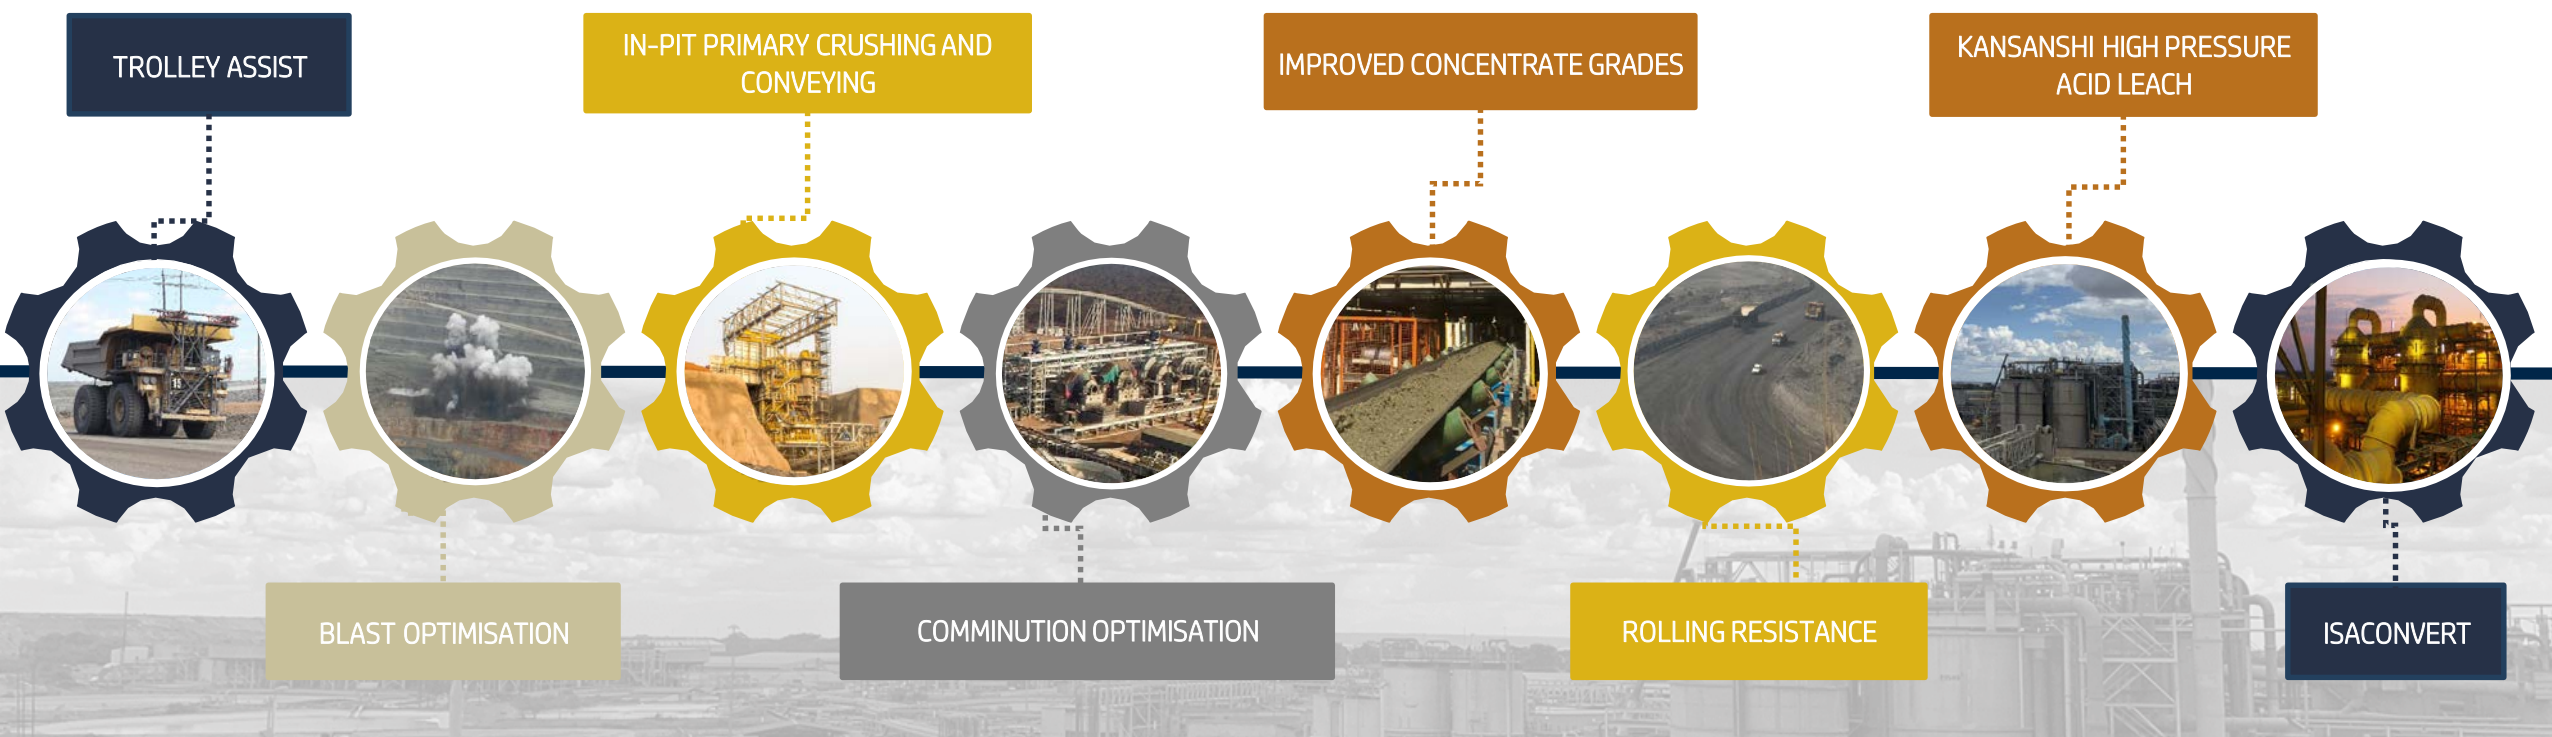 TROLLEY ASSIST
IN-PIT PRIMARY CRUSHING AND
CONVEYING
IMPROVED CONCENTRATE GRADES
KANSANSHI HIGH PRESSURE
ACID LEACH
BLAST OPTIMISATION
COMMINUTION OPTIMISATION
ROLLING RESISTANCE
ISACONVERT